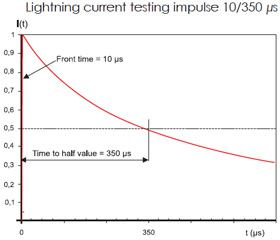 Lightning current testing impulse 10/350 µs
I(t)
1
0,9
Front time = 10 µs
0,8
0,7
0,6
0,5
0,4
Time to half value = 350 µs
0,3
0,2
0,1
0
350
t (µs)